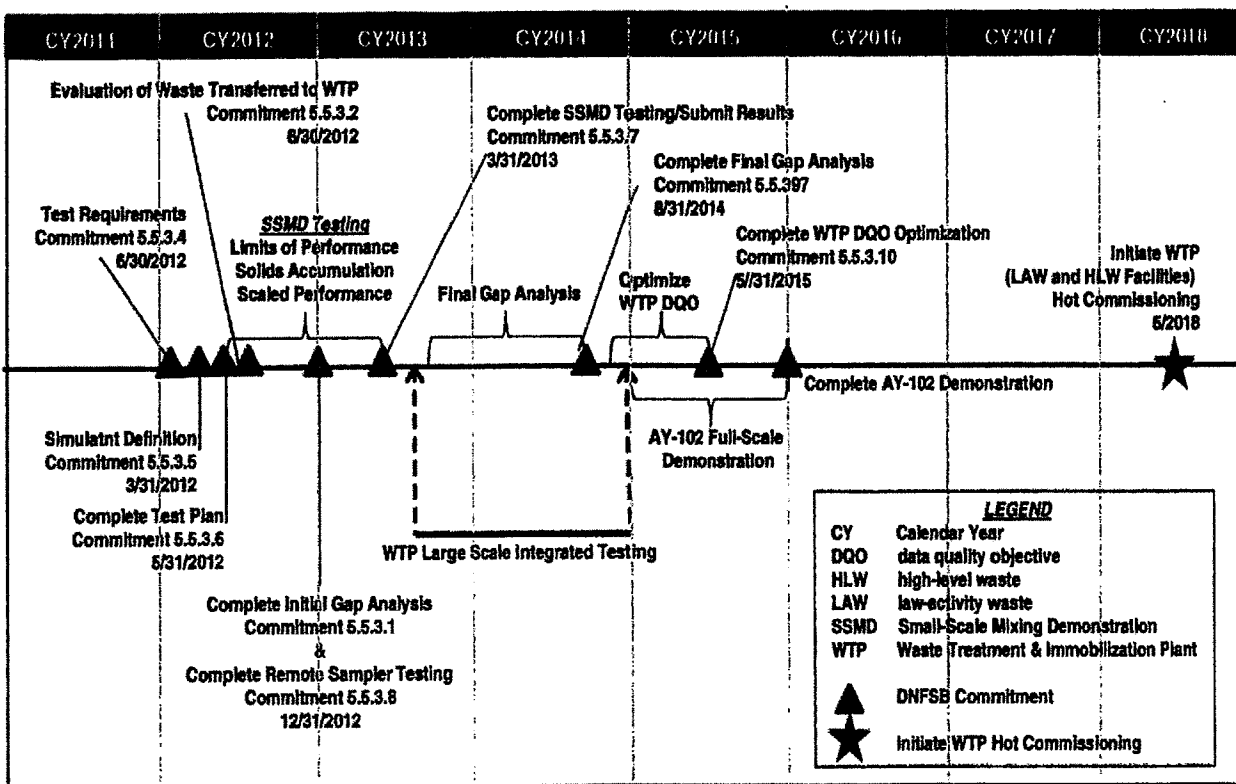 CY2011 CY2012 CY2013 CY2014 CY2015 CY2016 CY2017 CY2018
Evaluation of Waste Transferred to WTP
Commitment 5.5.3.2
6/30/2012
Complete SSMD Testing/Submit Results
Commitment 5.5.3.7
3/31/2013
Complete Final Gap Analysis
Commitment 5.5.397
8/31/2014
Test Requirements
Commitment 5.5.3.4
6/30/2012
SSMD Testing
Limits of Performance
Solids Accumulation
Scaled Performance
Final Gap Analysis
Optimize
WTP DQO
Complete WTP DQO Optimization
Commitment 5.5.3.10
5//31/2015
Initiate WTP
(LAW and HLW Facilities)
Hot Commissioning
5/2018
Complete AY-102 Demonstration
Simulatnt Definition
Commitment 5.5.3.5
3/31/2012
AY-102 Full-Scale
Demonstration
Complete Test Plan
Commitment 5.5.3.6
5/31/2012
WTP Large Scale Integrated Testing
Complete Initial Gap Analysis
Commitment 5.5.3.1
&
Complete Remote Sampler Testing
Commitment 5.5.3.8
12/31/2012
LEGEND
CY Calendar Year
DQO data quality objective
HLW high-level waste
LAW law-activity waste
SSMD Small-Scale Mixing Demonstration
WTP Waste Treatment & Immobilization Plant
DNFSB Commitment
Initiate WTP Hot Commissioning